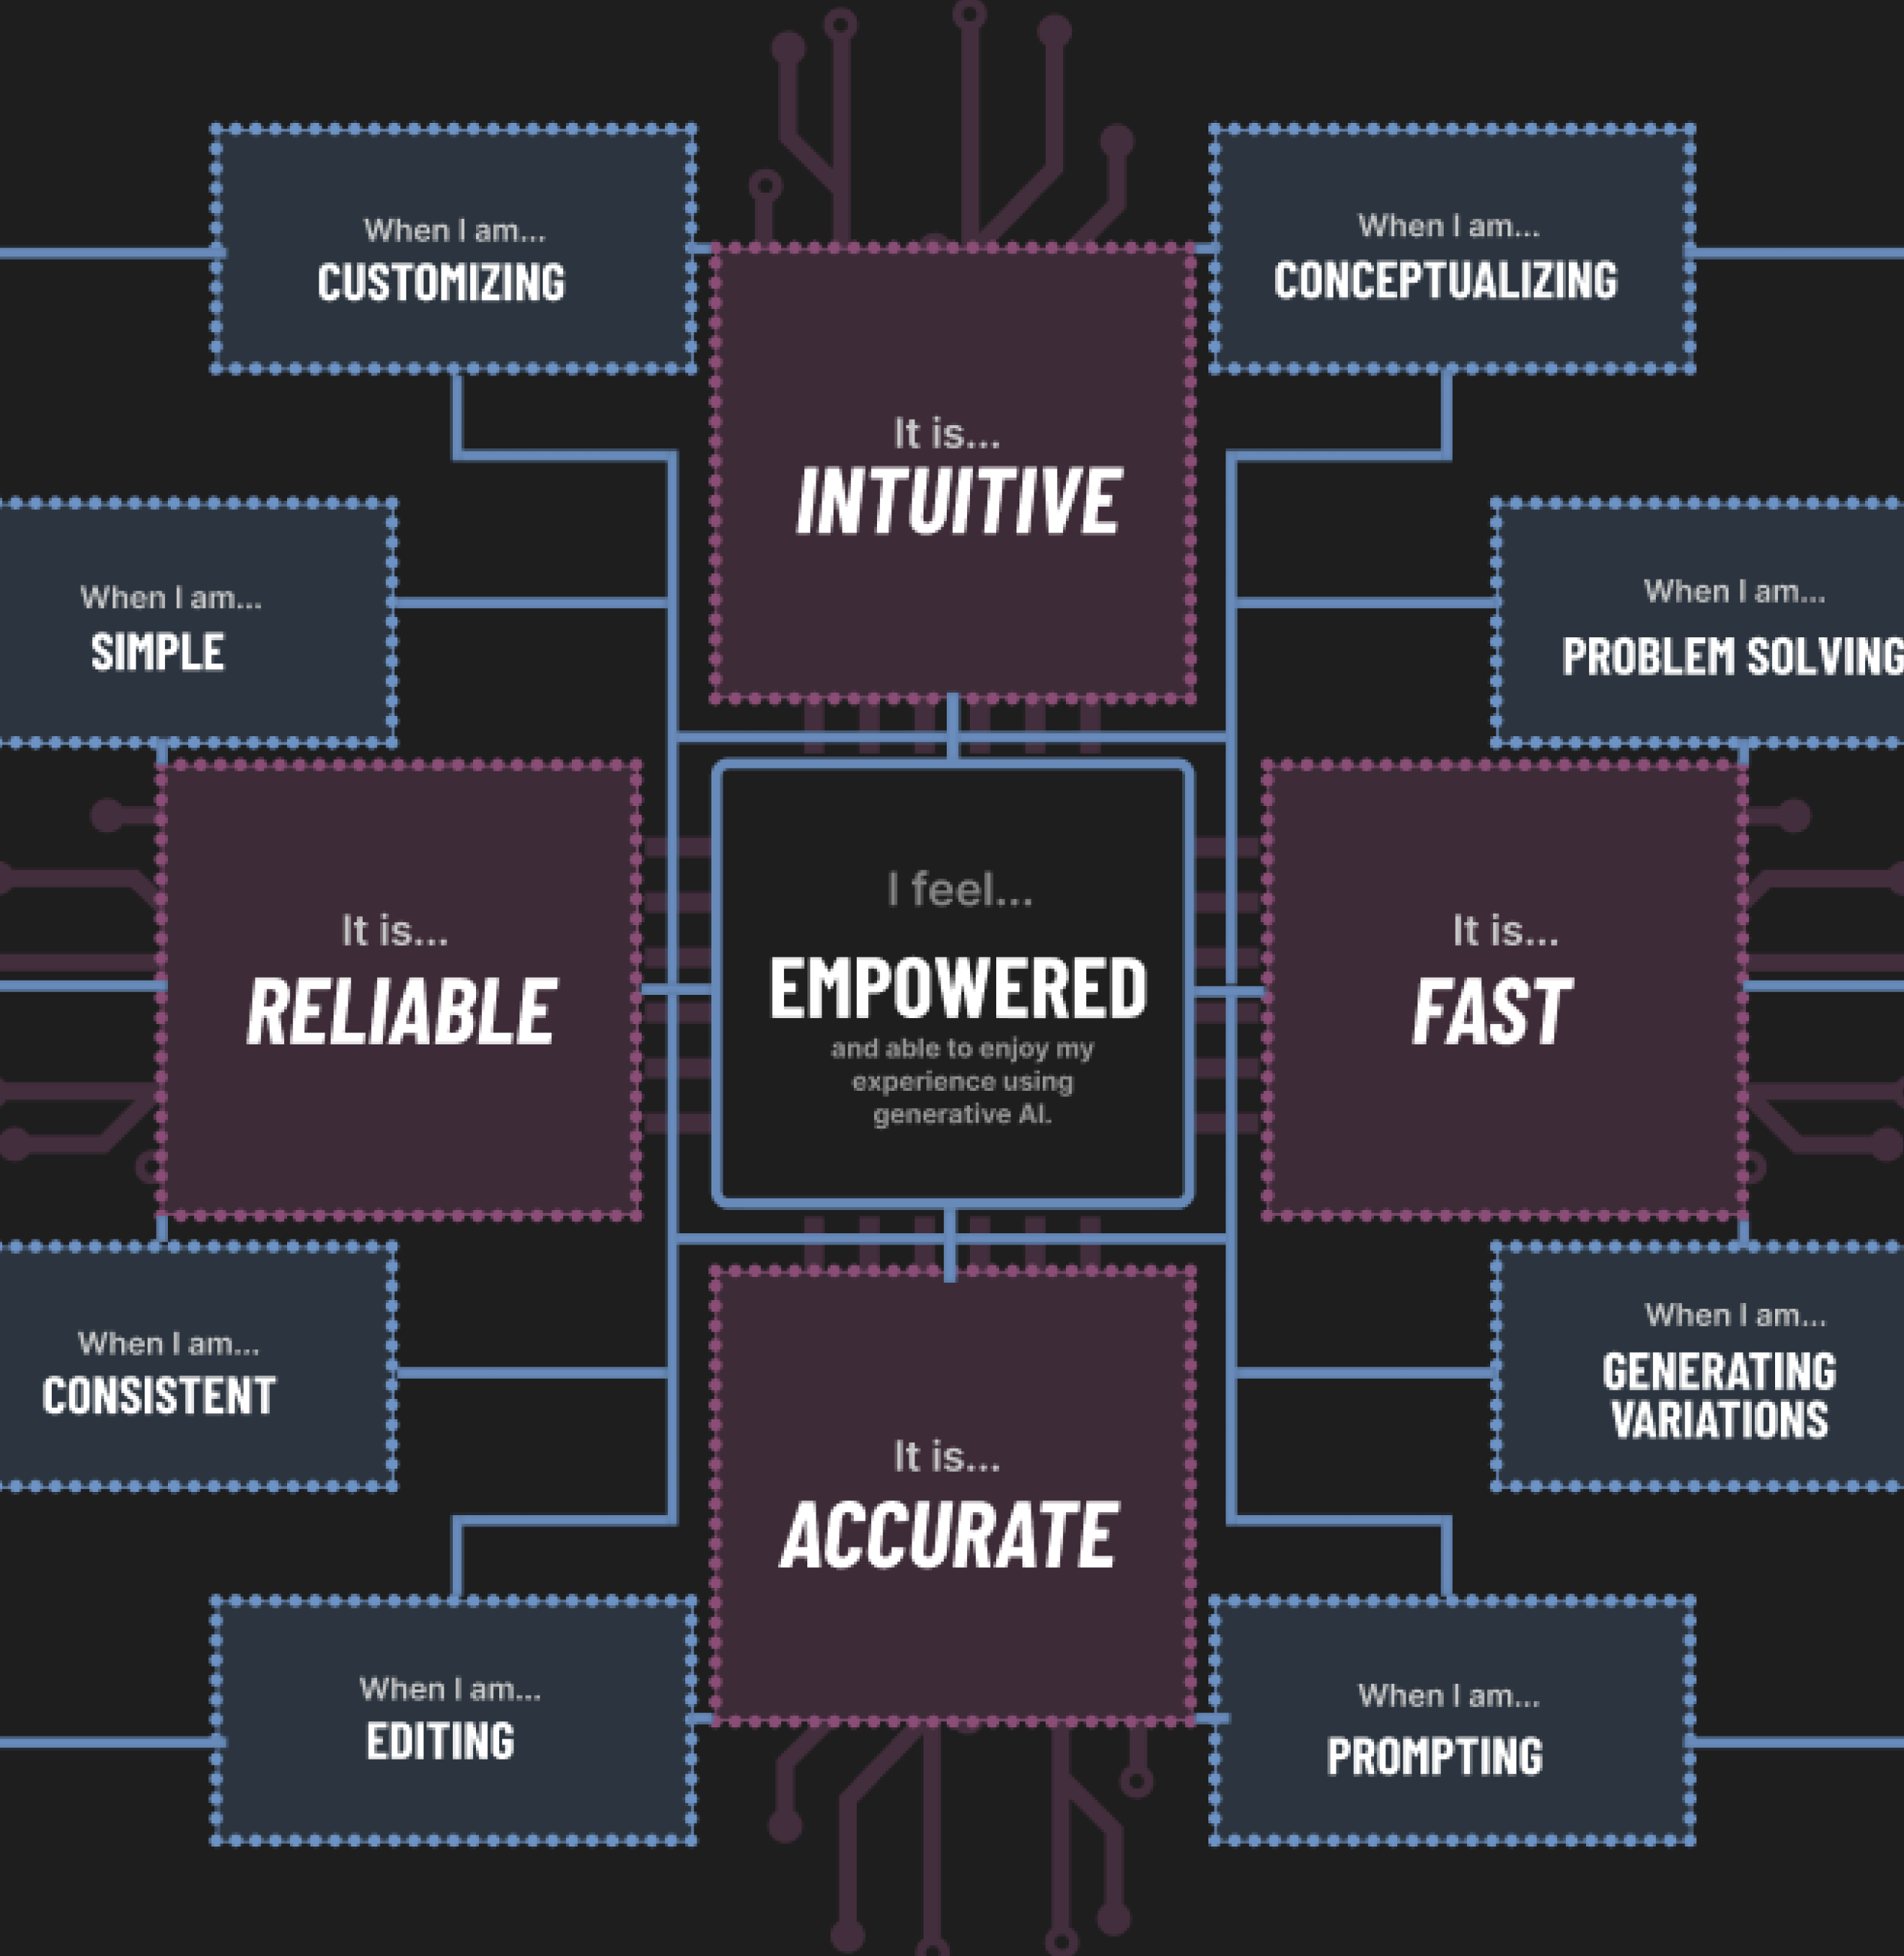 When I am...
CUSTOMIZING
When I am...
CONCEPTUALIZING
It is...
INTUITIVE
When I am...
SIMPLE
When I am...
PROBLEM SOLVING
It is...
RELIABLE
I feel...
EMPOWERED
and able to enjoy my
experience using
generative AI.
It is...
FAST
When I am...
CONSISTENT
When I am...
GENERATING
VARIATIONS
It is...
ACCURATE
When I am...
EDITING
When I am...
PROMPTING